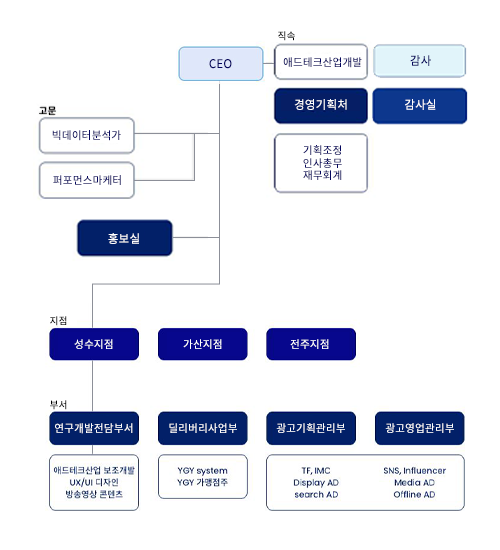 직속
CEO
애드테크산업개발
감사
경영기획처
감사실
고문
빅데이터분석가
기획조정
인사총무
재무회계
퍼포먼스마케터
홍보실
지점
성수지점
가산지점
전주지점
부서
연구개발전담부서
딜리버리사업부
광고기획관리부
광고영업관리부
애드테크산업 보조개발
UX/UI 디자인
방송영상 콘텐츠
YGY system
YGY 가맹점주
TF, IMC
Display AD
search AD
SNS, Influencer
Media AD
Offline AD